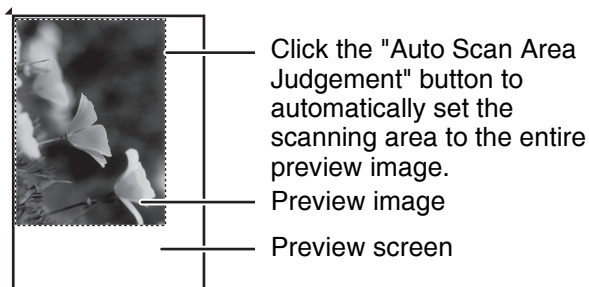 Click the "Auto Scan Area
Judgement" button to
automatically set the
scanning area to the entire
preview image.
Preview image
Preview screen